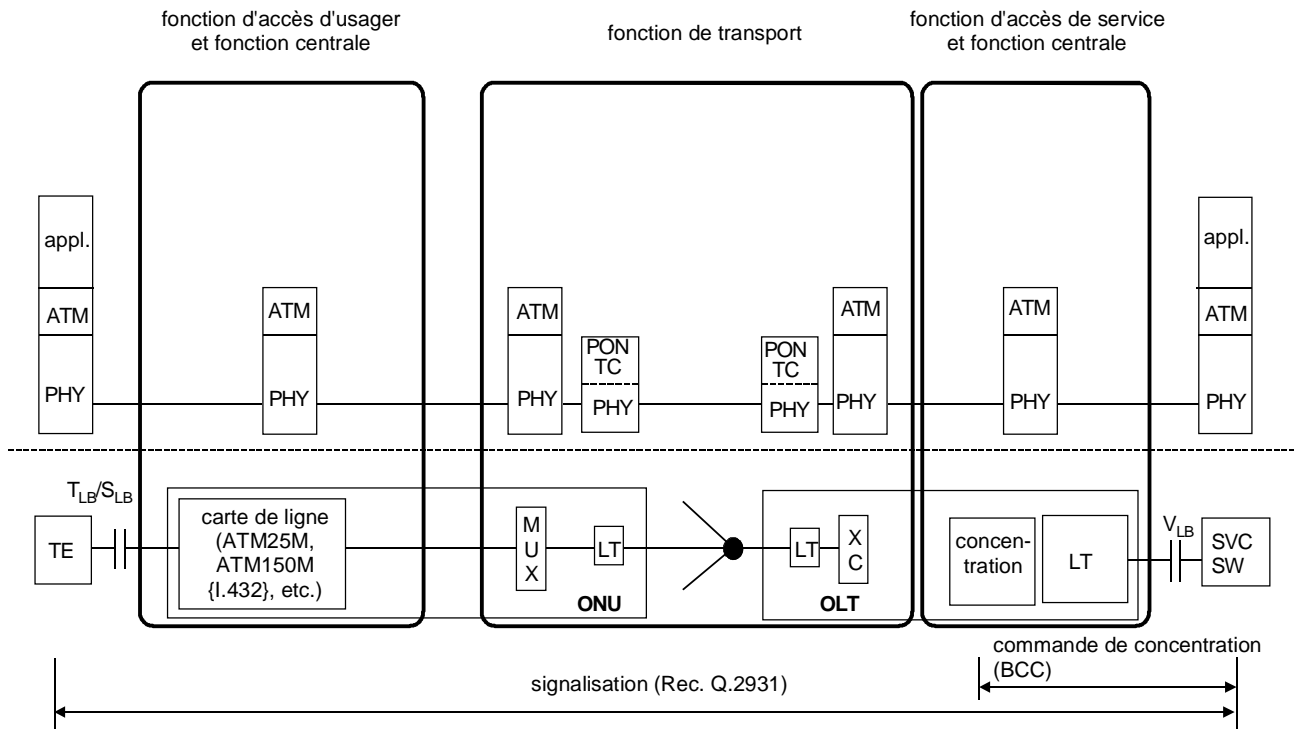 fonction d'accès d'usager
et fonction centrale
fonction de transport
fonction d'accès de service
et fonction centrale
appl.
ATM
PHY
ATM
PHY
ATM
PHY
PON
TC
PHY
PON
TC
PHY
ATM
PHY
ATM
PHY
appl.
ATM
PHY
TLB/SLB
TE
carte de ligne
(ATM25M,
ATM150M
{I.432}, etc.)
M
U
X
LT
ONU
LT
X
C
OLT
concen-
tration
LT
VLB
SVC
SW
commande de concentration
(BCC)
signalisation (Rec. Q.2931)